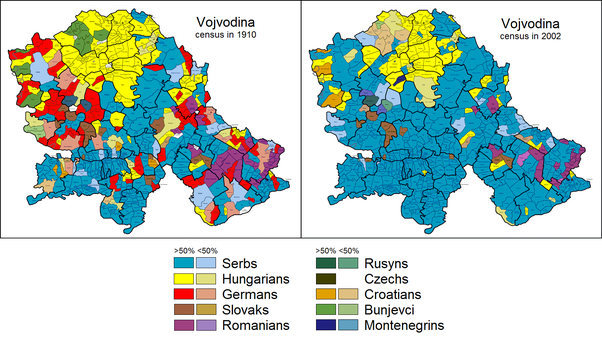 Vojvodina
census in 1910
Vojvodina
census in 2002
>50% <50%
Serbs
Hungarians
Germans
Slovaks
Romanians
>50% <50%
Rusyns
Czechs
Croatians
Bunjevci
Montenegrins